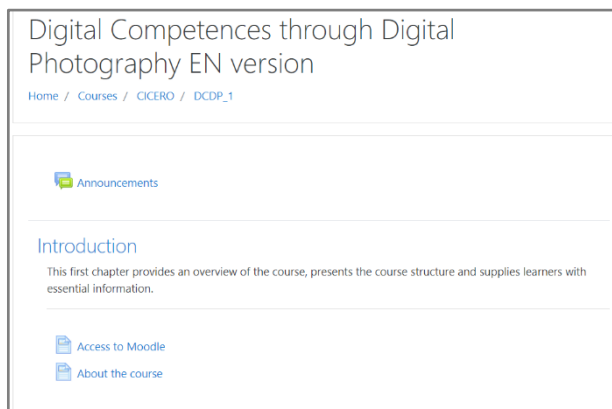 Digital Competences through Digital
Photography EN version
Home / Courses / CICERO / DCDP_1
Announcements
Introduction
This first chapter provides an overview of the course, presents the course structure and supplies learners with
essential information.
Access to Moodle
About the course